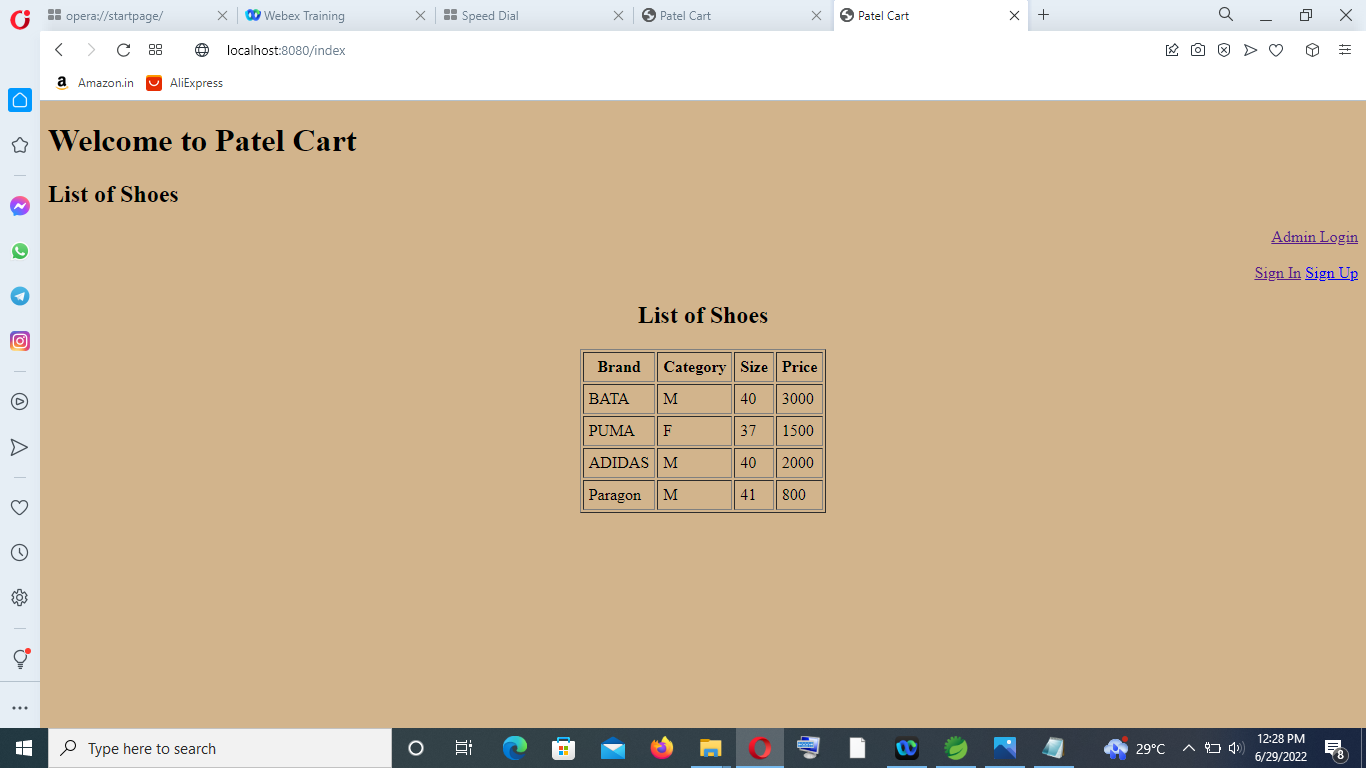 opera://startpage/ Webex Training Speed Dial Patel Cart Patel Cart
localhost:8080/index
a Amazon.in AliExpress
Welcome to Patel Cart
List of Shoes
Admin Login
Sign In Sign Up
List of Shoes
Brand Category Size Price
BATA M 40 3000
PUMA F 37 1500
ADIDAS M 40 2000
Paragon M 41 800
Type here to search
29°C
12:28 PM
6/29/2022
8